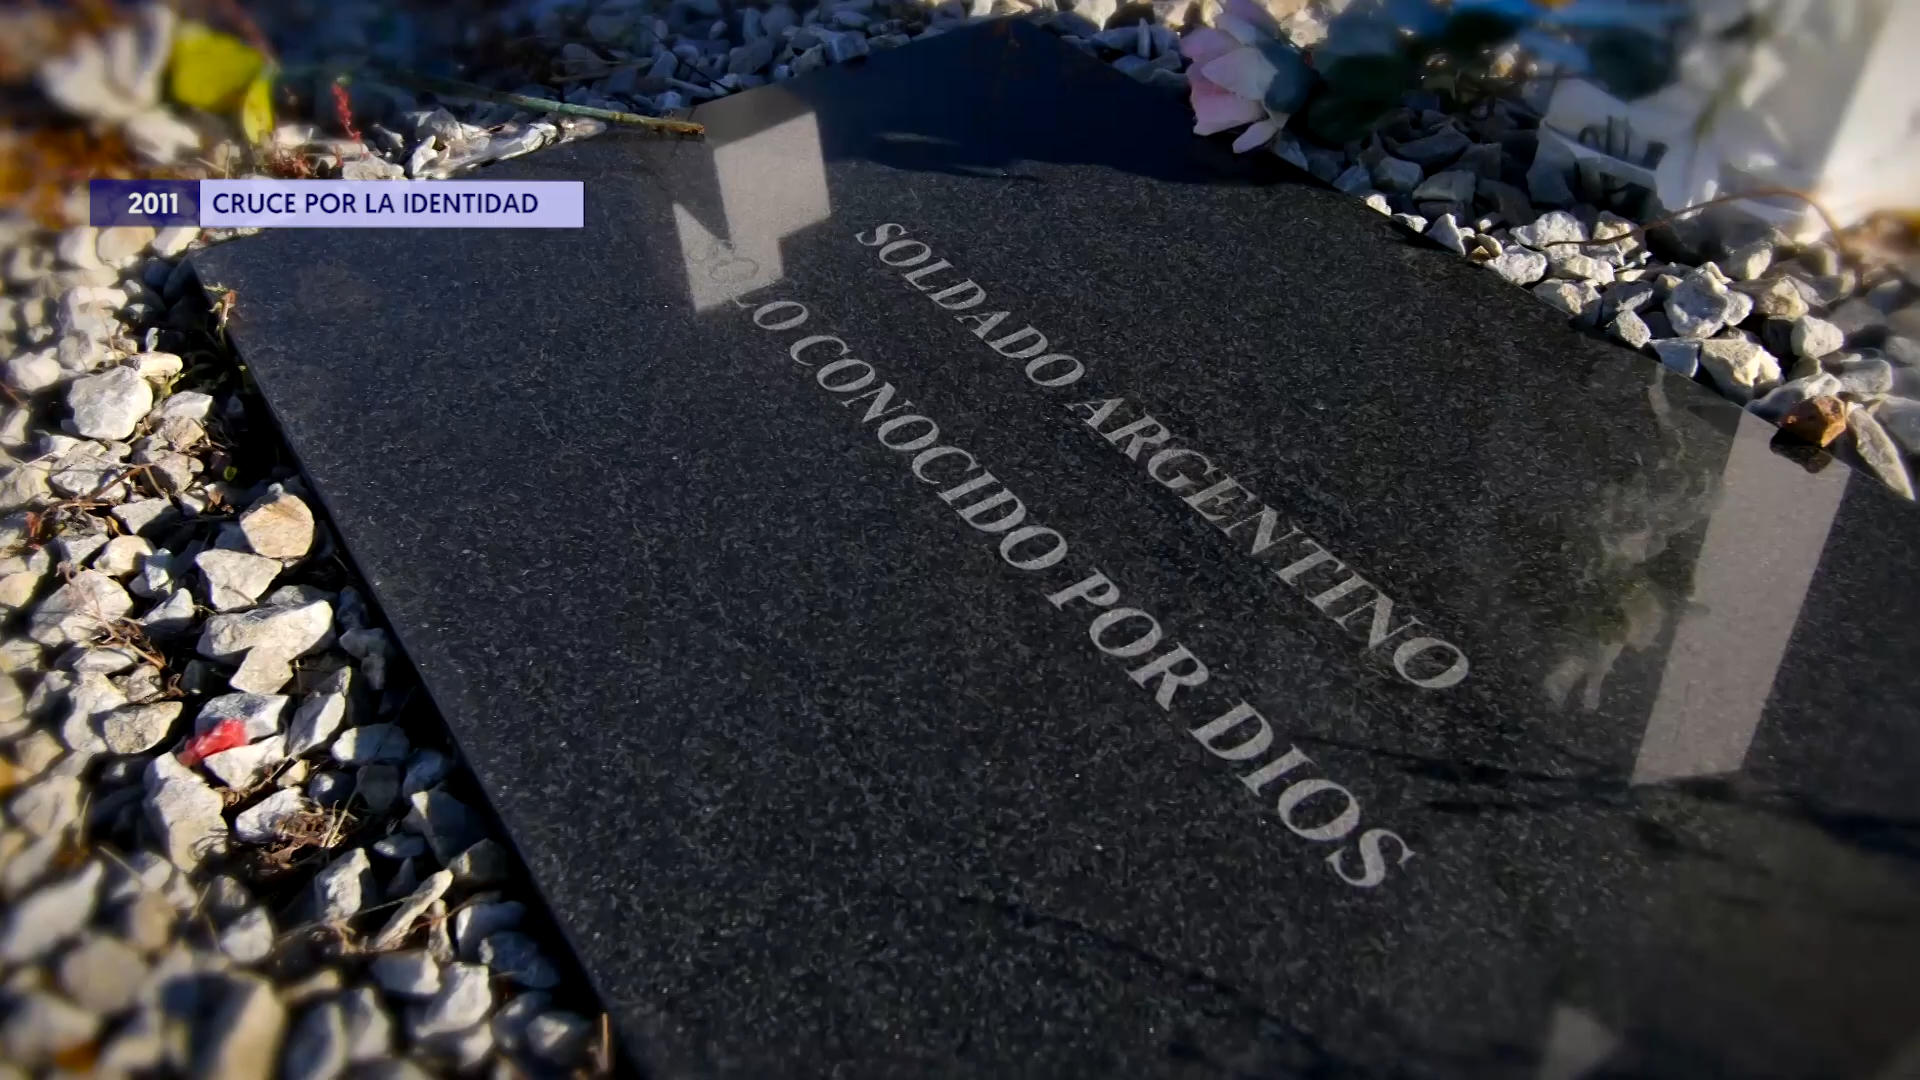 2011 CRUCE POR LA IDENTIDAD
SOLDADO ARGENTINO
SOLO CONOCIDO POR DIOS